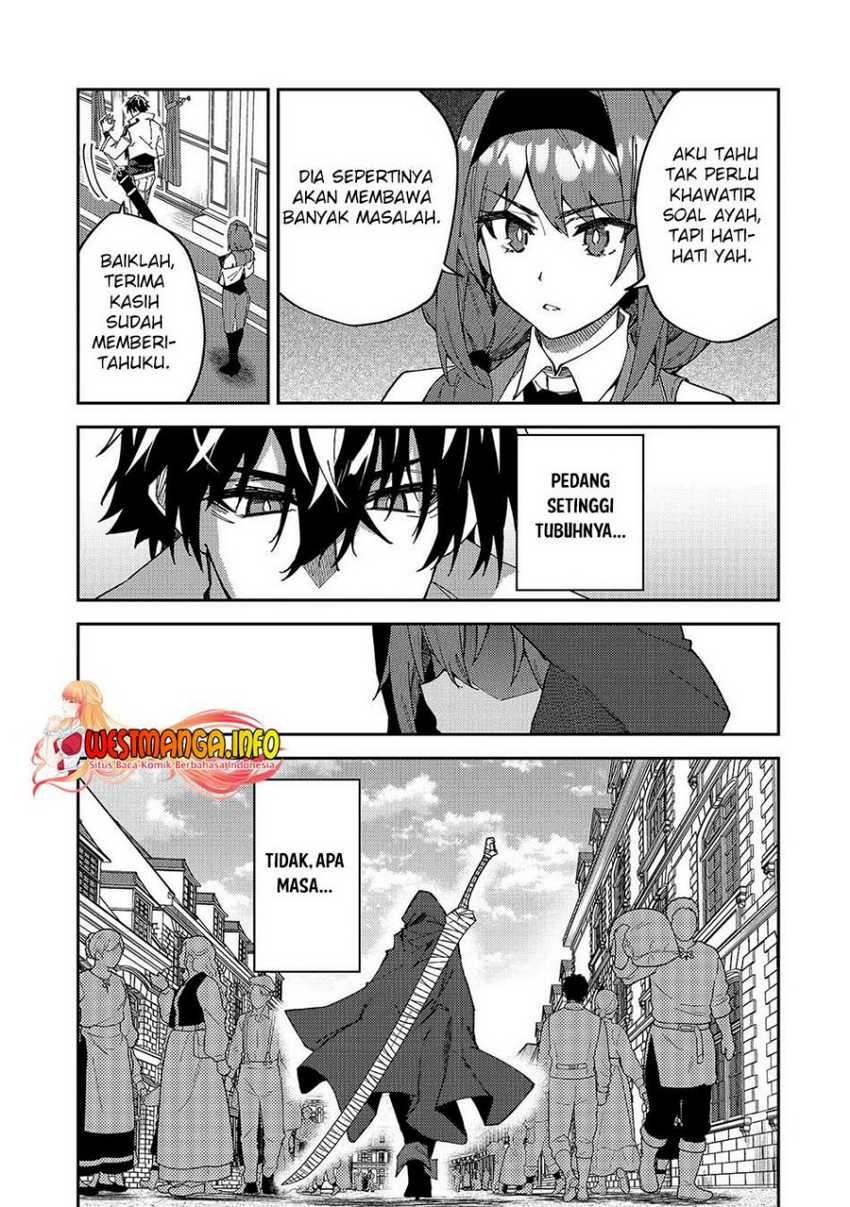 AKU TAHU
TAK PERLU
KHAWATIR
SOAL AYAH,
TAPI HATI-
HATI YAH.
DIA SEPERTINYA
AKAN MEMBAWA
BANYAK MASALAH.
BAIKLAH,
TERIMA
KASIH
SUDAH
MEMBERI-
TAHUKU.
PEDANG
SETINGGI
TUBUHNYA...
WESTMANGA.INFO
Situs Baca Komik Berbahasa Indonesia
TIDAK, APA
MASA...